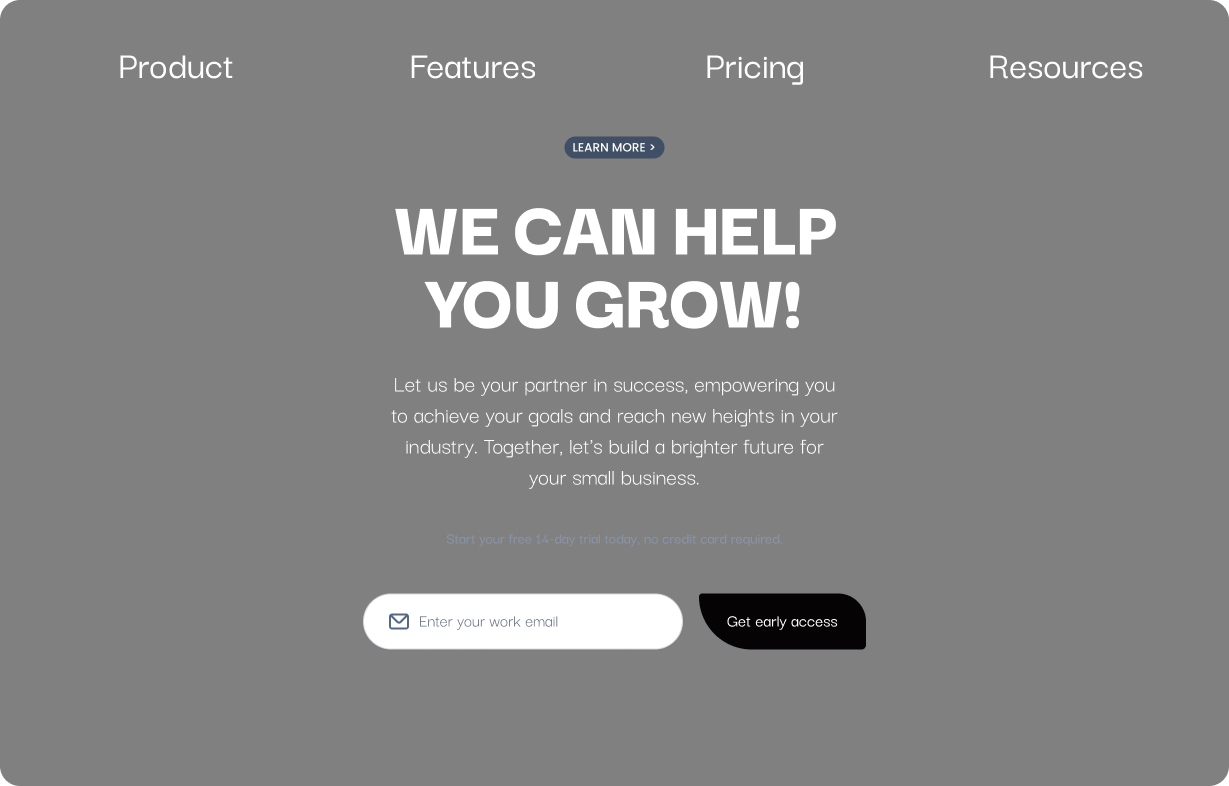 Product
Features
Pricing
Resources
LEARN MORE >
WE CAN HELP
YOU GROW!
Let us be your partner in success, empowering you
to achieve your goals and reach new heights in your
industry. Together, let's build a brighter future for
your small business.
Start your free 14-day trial today, no credit card required.
Enter your work email
Get early access